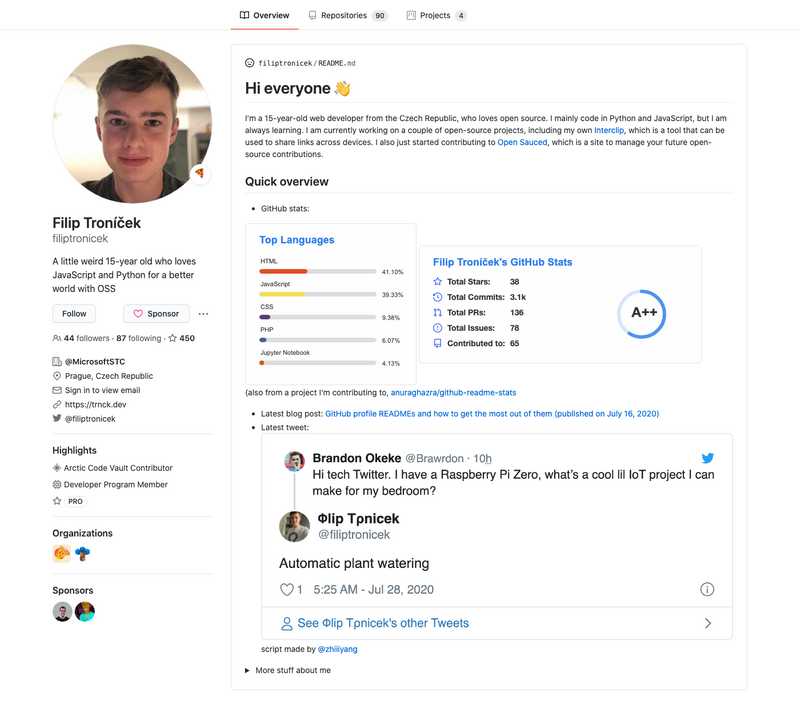 Overview
Repositories 90
Projects 4
Filip Troníček
filiptronicek
A little weird 15-year old who loves
JavaScript and Python for a better
world with OSS
Follow
Sponsor
44 followers · 87 following · 450
@MicrosoftSTC
Prague, Czech Republic
Sign in to view email
https://trnck.dev
@filiptronicek
Highlights
Arctic Code Vault Contributor
Developer Program Member
PRO
Organizations
Sponsors
filiptronicek/README.md
Hi everyone 👋
I'm a 15-year-old web developer from the Czech Republic, who loves open source. I mainly code in Python and JavaScript, but I am
always learning. I am currently working on a couple of open-source projects, including my own Interclip, which is a tool that can be
used to share links across devices. I also just started contributing to Open Sauced, which is a site to manage your future open-
source contributions.
Quick overview
• GitHub stats:
Top Languages
HTML
41.10%
JavaScript
39.33%
CSS
9.36%
PHP
6.07%
Jupyter Notebook
4.13%
Filip Troníček's GitHub Stats
Total Stars: 38
Total Commits: 3.1k
Total PRs: 136
Total Issues: 78
Contributed to: 65
A++
(also from a project I'm contributing to, anuraghazra/github-readme-stats
• Latest blog post: GitHub profile READMEs and how to get the most out of them (published on July 16, 2020)
• Latest tweet:
Brandon Okeke @Brawrdon · 10h
Hi tech Twitter. I have a Raspberry Pi Zero, what's a cool lil IoT project I can
make for my bedroom?
Φlip Tρnicek
@filiptronicek
Automatic plant watering
1 5:25 AM - Jul 28, 2020
See Φlip Tρnicek's other Tweets
script made by @zhiiiyang
More stuff about me